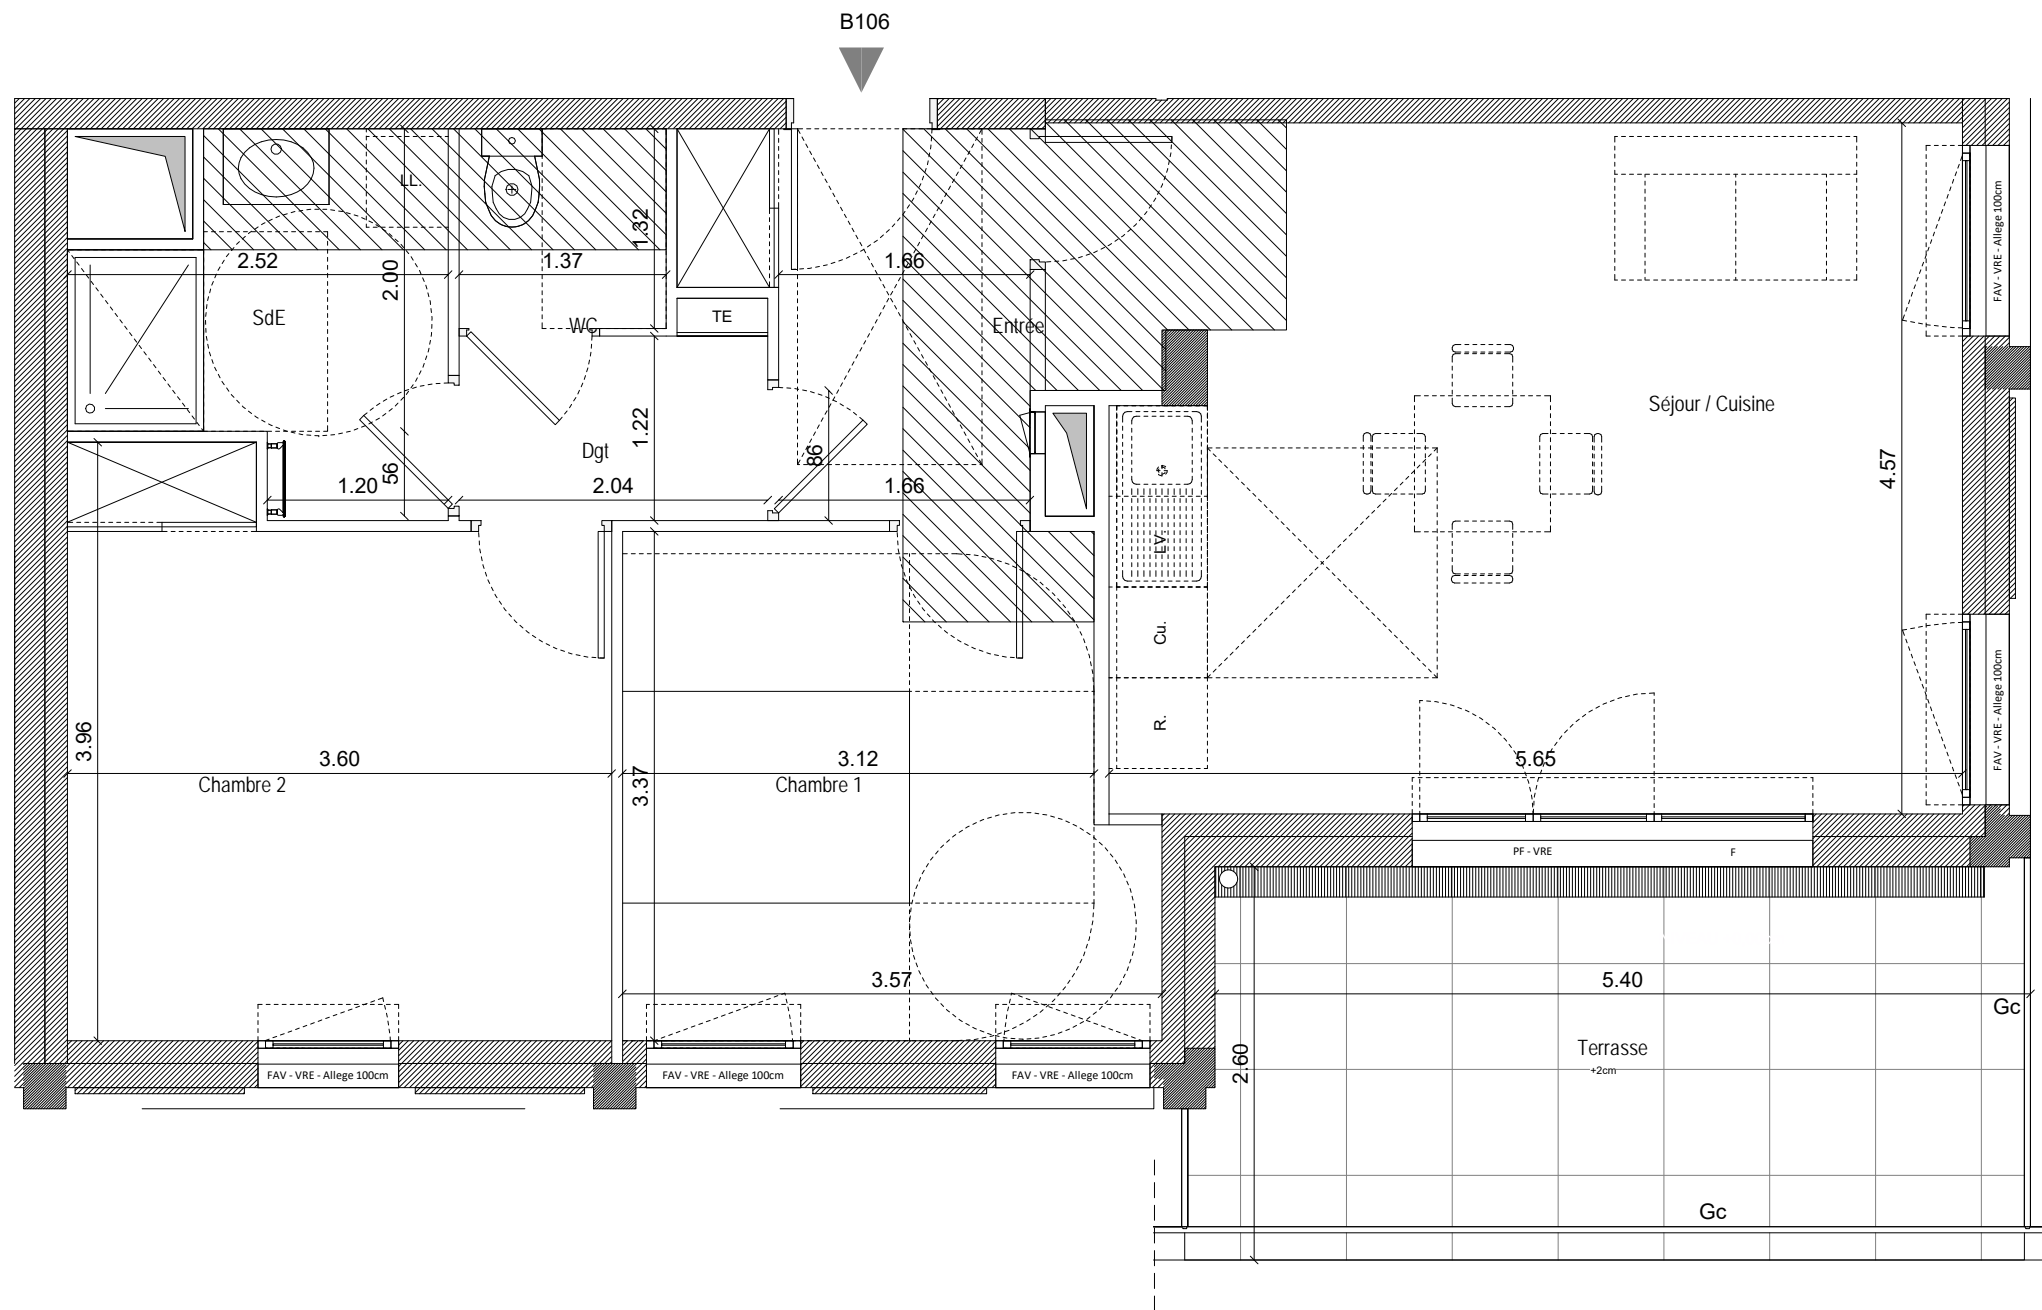 B106
LL.
1.32
2.52
2.00
1.37
1.66
SdE
WC
TE
Entrée
FAV - VRE - Allege 100cm
Séjour / Cuisine
4.57
1.22
Dgt
86
56
1.20
2.04
1.66
LV.
Cu.
R.
FAV - VRE - Allege 100cm
3.96
3.60
Chambre 2
3.37
3.12
Chambre 1
5.65
PF - VRE
F
3.57
5.40
Gc
Terrasse
+2cm
2.60
FAV - VRE - Allege 100cm
FAV - VRE - Allege 100cm
FAV - VRE - Allege 100cm
Gc